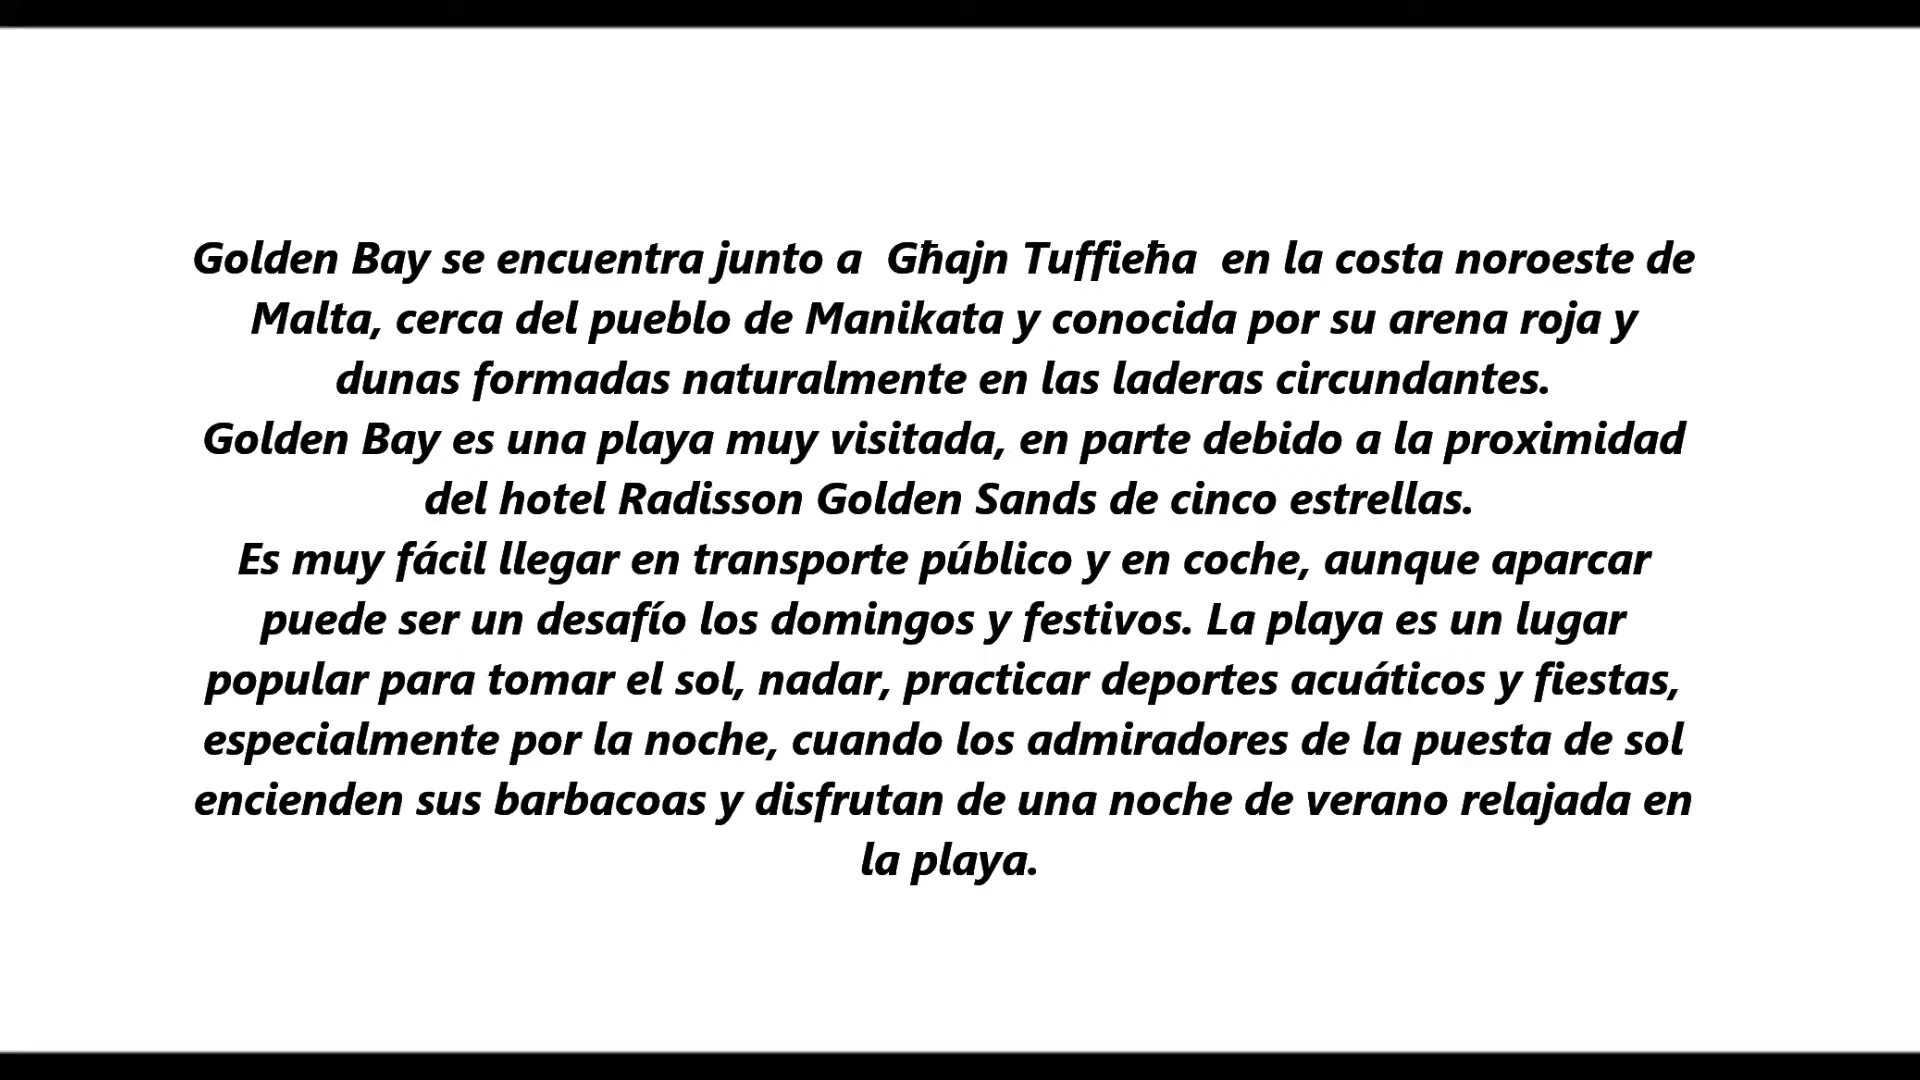 Golden Bay se encuentra junto a  Għajn Tuffieħa  en la costa noroeste de
Malta, cerca del pueblo de Manikata y conocida por su arena roja y
dunas formadas naturalmente en las laderas circundantes.
Golden Bay es una playa muy visitada, en parte debido a la proximidad
del hotel Radisson Golden Sands de cinco estrellas.
Es muy fácil llegar en transporte público y en coche, aunque aparcar
puede ser un desafío los domingos y festivos. La playa es un lugar
popular para tomar el sol, nadar, practicar deportes acuáticos y fiestas,
especialmente por la noche, cuando los admiradores de la puesta de sol
encienden sus barbacoas y disfrutan de una noche de verano relajada en
la playa.